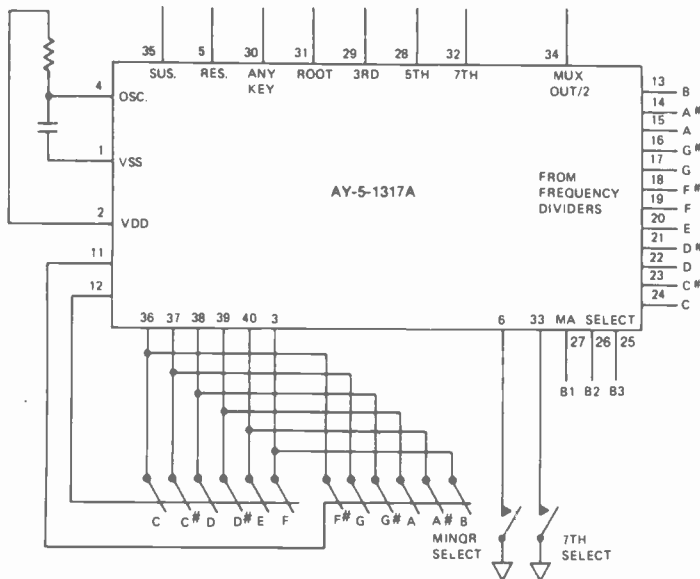 35 5 30 31 29 28 32 34
SUS. RES. ANY KEY ROOT 3RD 5TH 7TH MUX OUT/2
4 OSC.
1 VSS
2 VDD
11
12
AY-5-1317A
FROM
FREQUENCY
DIVIDERS
13 B
14 A#
15 A
16 G#
17 G
18 F#
19 F
20 E
21 D#
22 D
23 C#
24 C
36 37 38 39 40 3 6 33 MA SELECT
27 26 25
B1 B2 B3
C C# D D# E F F# G G# A A# B
MINOR
SELECT
7TH
SELECT